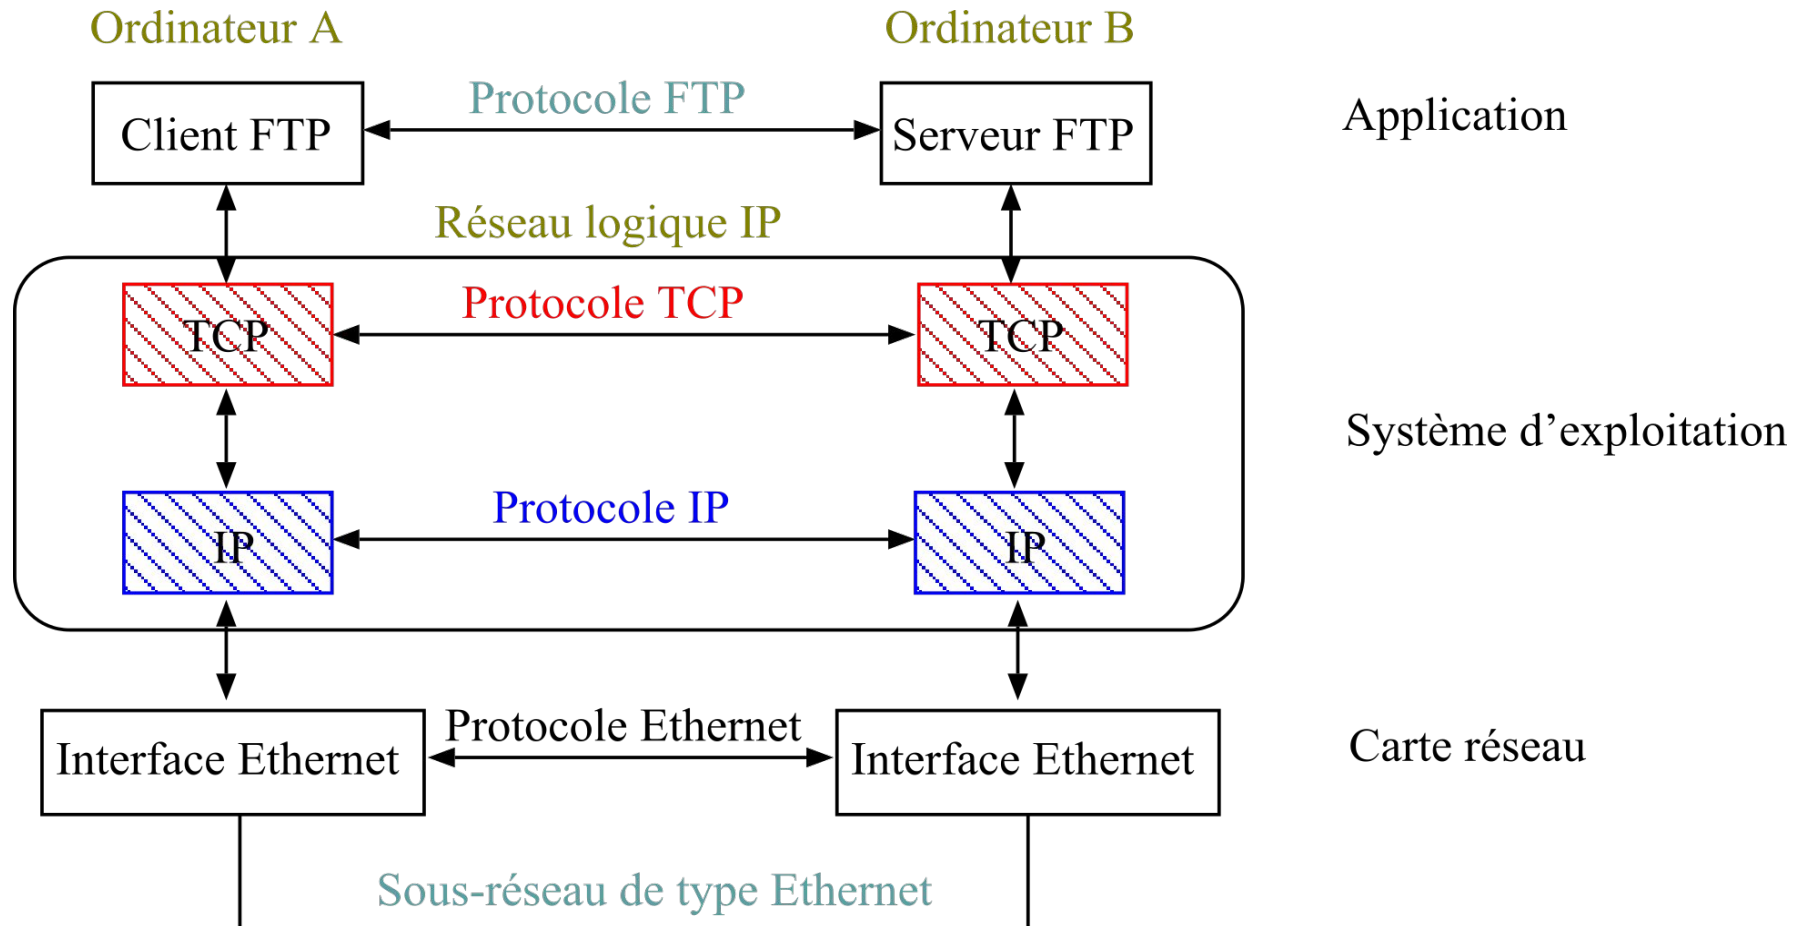 Ordinateur A
Ordinateur B
Protocole FTP
Client FTP
Serveur FTP
Application
Réseau logique IP
Protocole TCP
TCP
TCP
Système d’exploitation
Protocole IP
IP
IP
Protocole Ethernet
Interface Ethernet
Interface Ethernet
Carte réseau
Sous-réseau de type Ethernet